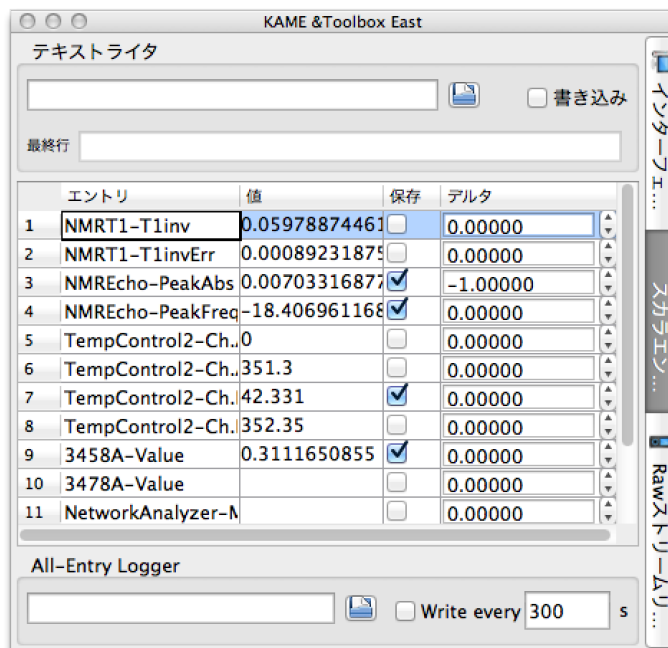 KAME &Toolbox East
テキストライタ
書き込み
最終行
エントリ 値 保存 デルタ
1 NMRT1-T1inv 0.05978874461 0.00000
2 NMRT1-T1invErr 0.00089231875 0.00000
3 NMREcho-PeakAbs 0.00703316877 -1.00000
4 NMREcho-PeakFreq -18.406961168 0.00000
5 TempControl2-Ch. 0 0.00000
6 TempControl2-Ch. 351.3 0.00000
7 TempControl2-Ch. 42.331 0.00000
8 TempControl2-Ch. 352.35 0.00000
9 3458A-Value 0.3111650855 0.00000
10 3478A-Value 0.00000
11 NetworkAnalyzer-M 0.00000
All-Entry Logger
Write every 300 s
インターフェ...
スカラエン...
Rawストリームリ...